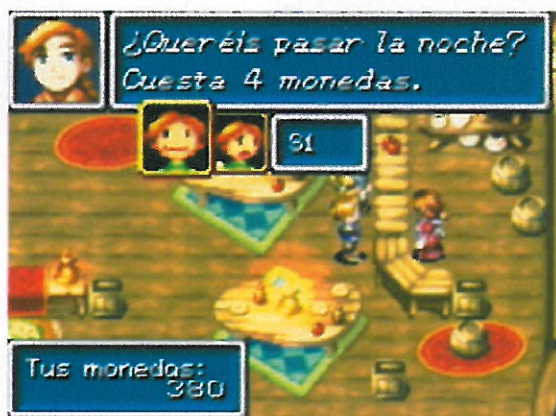 ¿Queréis pasar la noche?
Cuesta 4 monedas.
Sí
Tus monedas:
380